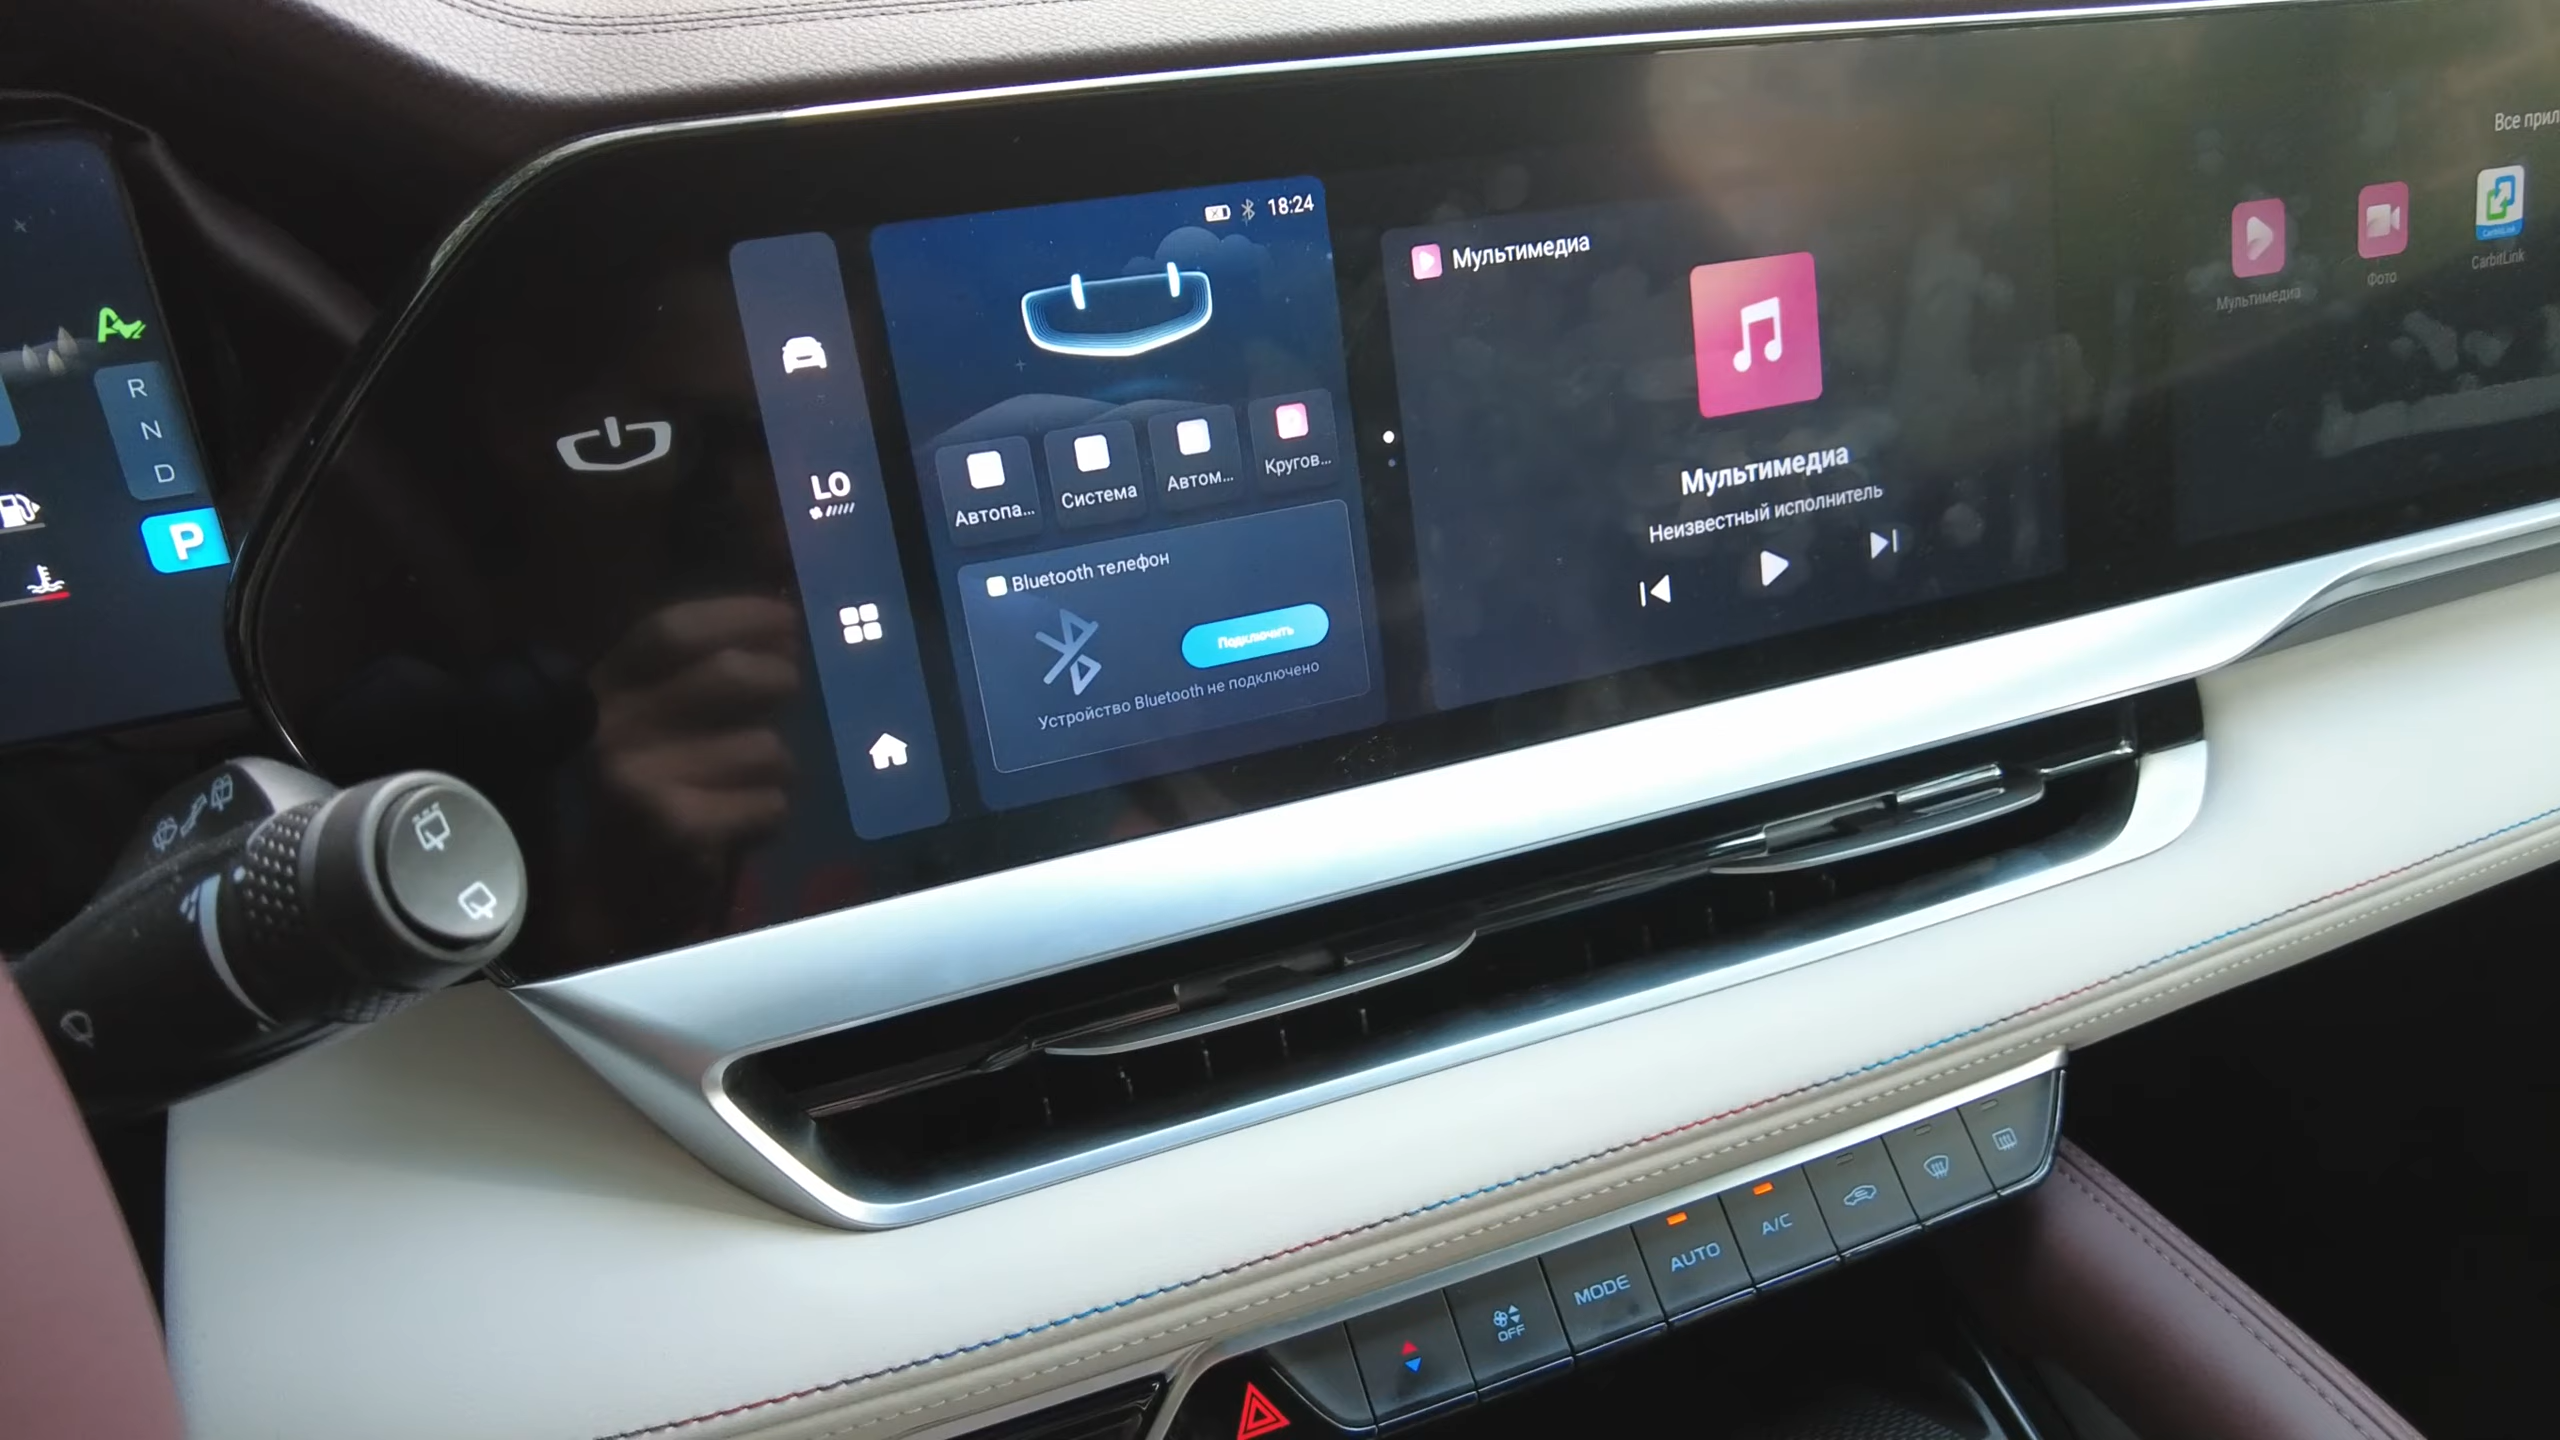 R
N
D
P
LO
18:24
Автопа...
Система
Автом...
Кругов...
Bluetooth телефон
Подключить
Устройство Bluetooth не подключено
Мультимедиа
Мультимедиа
Неизвестный исполнитель
Все прил
Мультимедиа
Фото
CarbitLink
OFF
MODE
AUTO
A/C